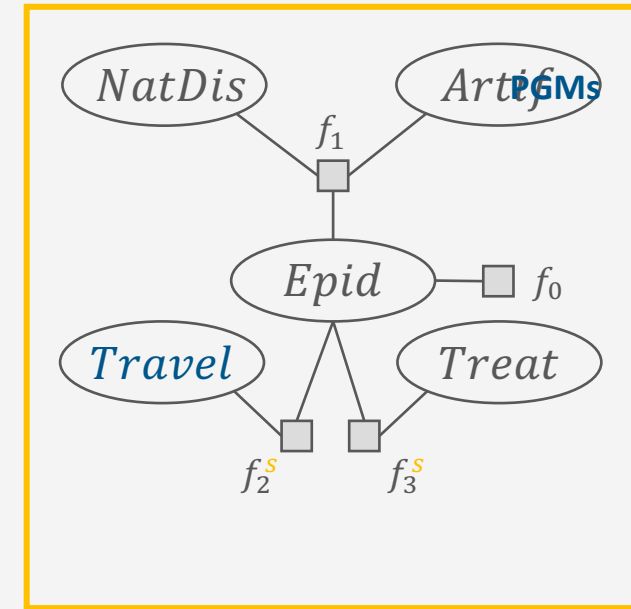 NatDis
Artif
PGMs
f₁
Epid
f₀
Travel
Treat
f₂ˢ
f₃ˢ